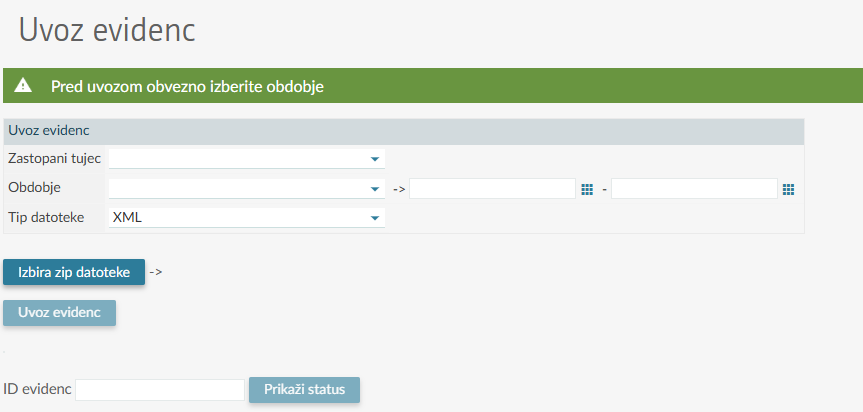 Uvoz evidenc
Pred uvozom obvezno izberite obdobje
Uvoz evidenc
Zastopani tujec
Obdobje -> -
Tip datoteke XML
Izbira zip datoteke ->
Uvoz evidenc
ID evidenc Prikaži status